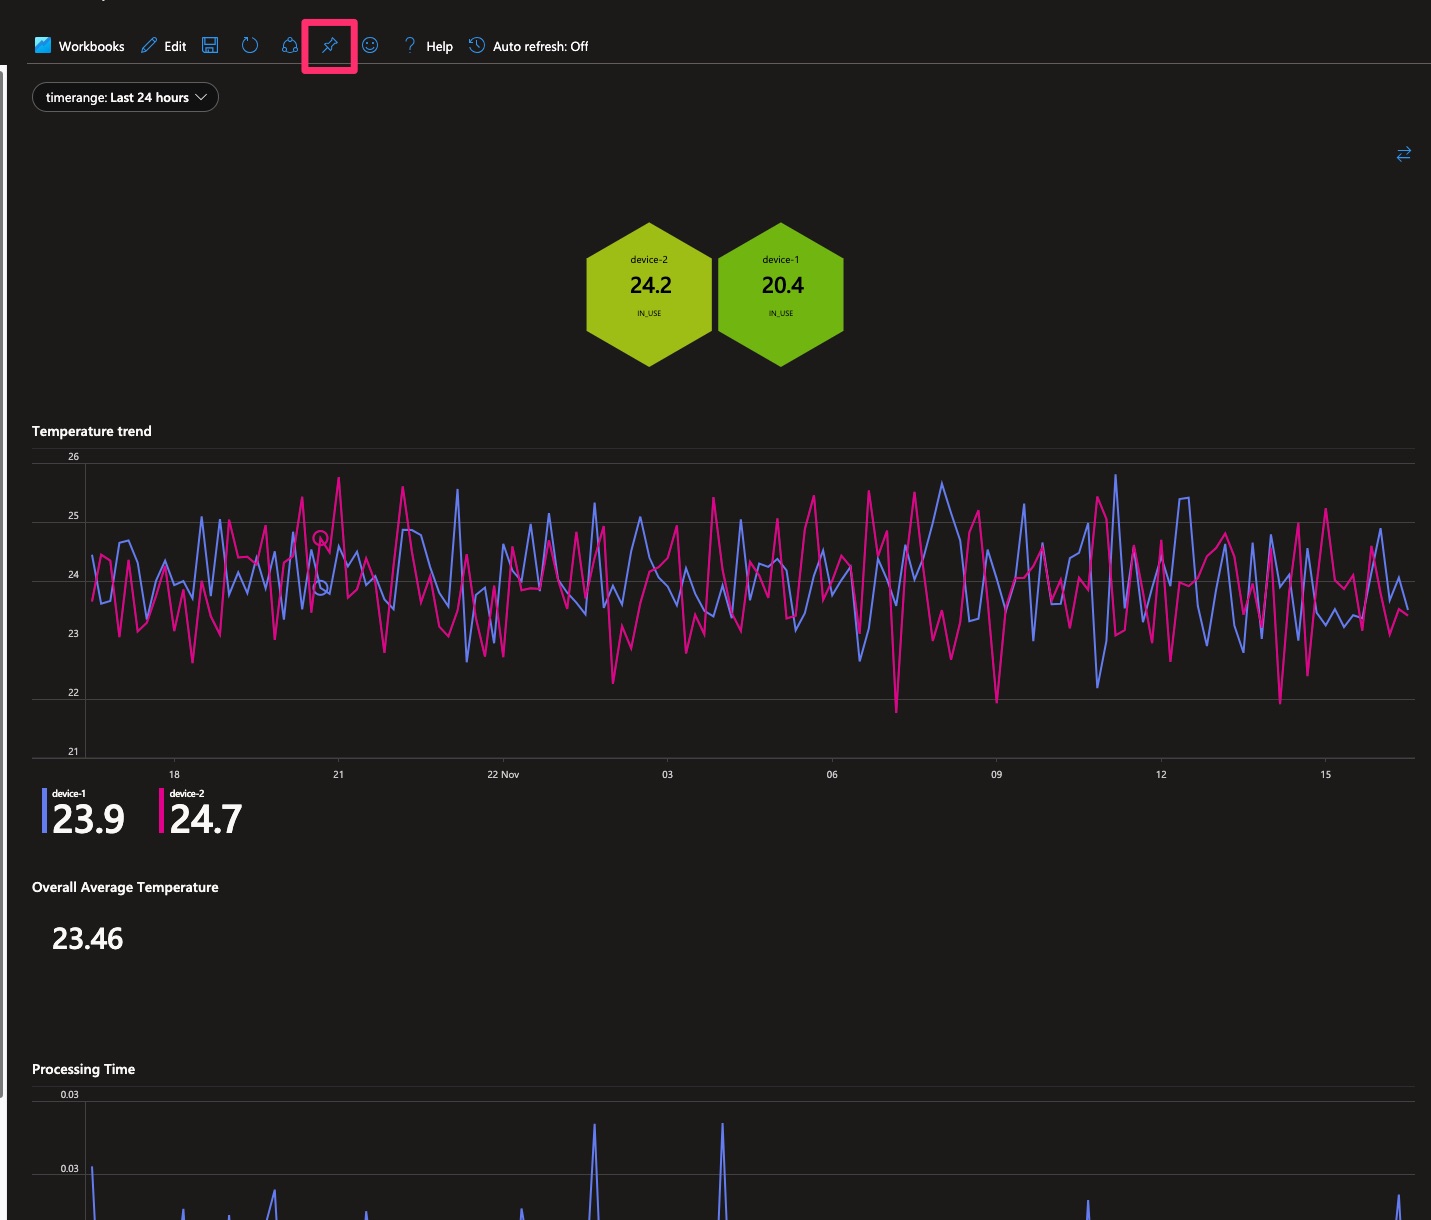 Workbooks Edit ? Help Auto refresh: Off
timerange: Last 24 hours
device-2 device-1
24.2 20.4
IN_USE IN_USE
Temperature trend
26
25
24
23
22
21
18 21 22 Nov 03 06 09 12 15
device-1 device-2
23.9 24.7
Overall Average Temperature
23.46
Processing Time
0.03
0.03